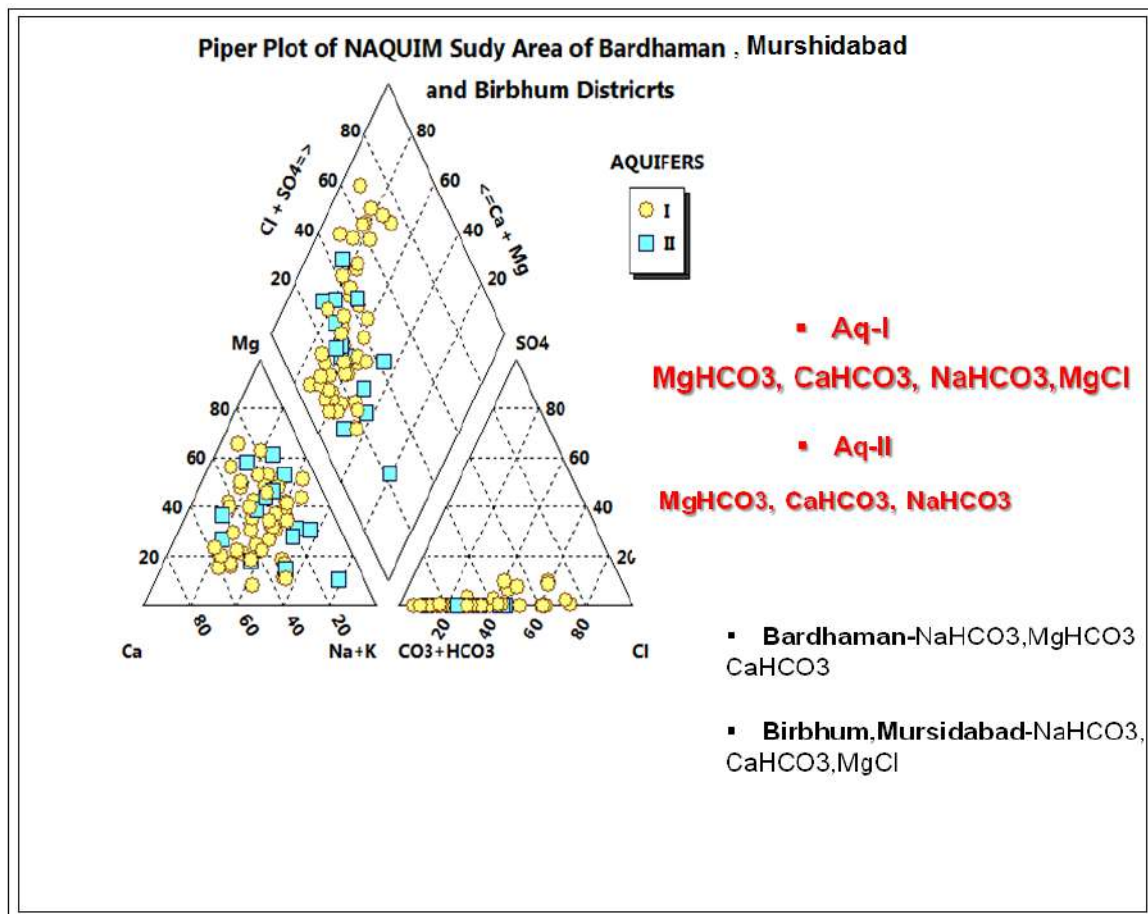 Piper Plot of NAQUIM Sudy Area of Bardhaman , Murshidabad
and Birbhum Districrts
80
80
60
60
Cl + SO4=>
<=Ca + Mg
40
40
20
20
AQUIFERS
I
II
Mg
SO4
80
80
60
60
40
40
20
20
80
60
40
20
20
40
60
80
Ca
Na+K
CO3+HCO3
Cl
▪ Aq-I
MgHCO3, CaHCO3, NaHCO3,MgCl
▪ Aq-II
MgHCO3, CaHCO3, NaHCO3
▪ Bardhaman-NaHCO3,MgHCO3
CaHCO3
▪ Birbhum,Mursidabad-NaHCO3,
CaHCO3,MgCl